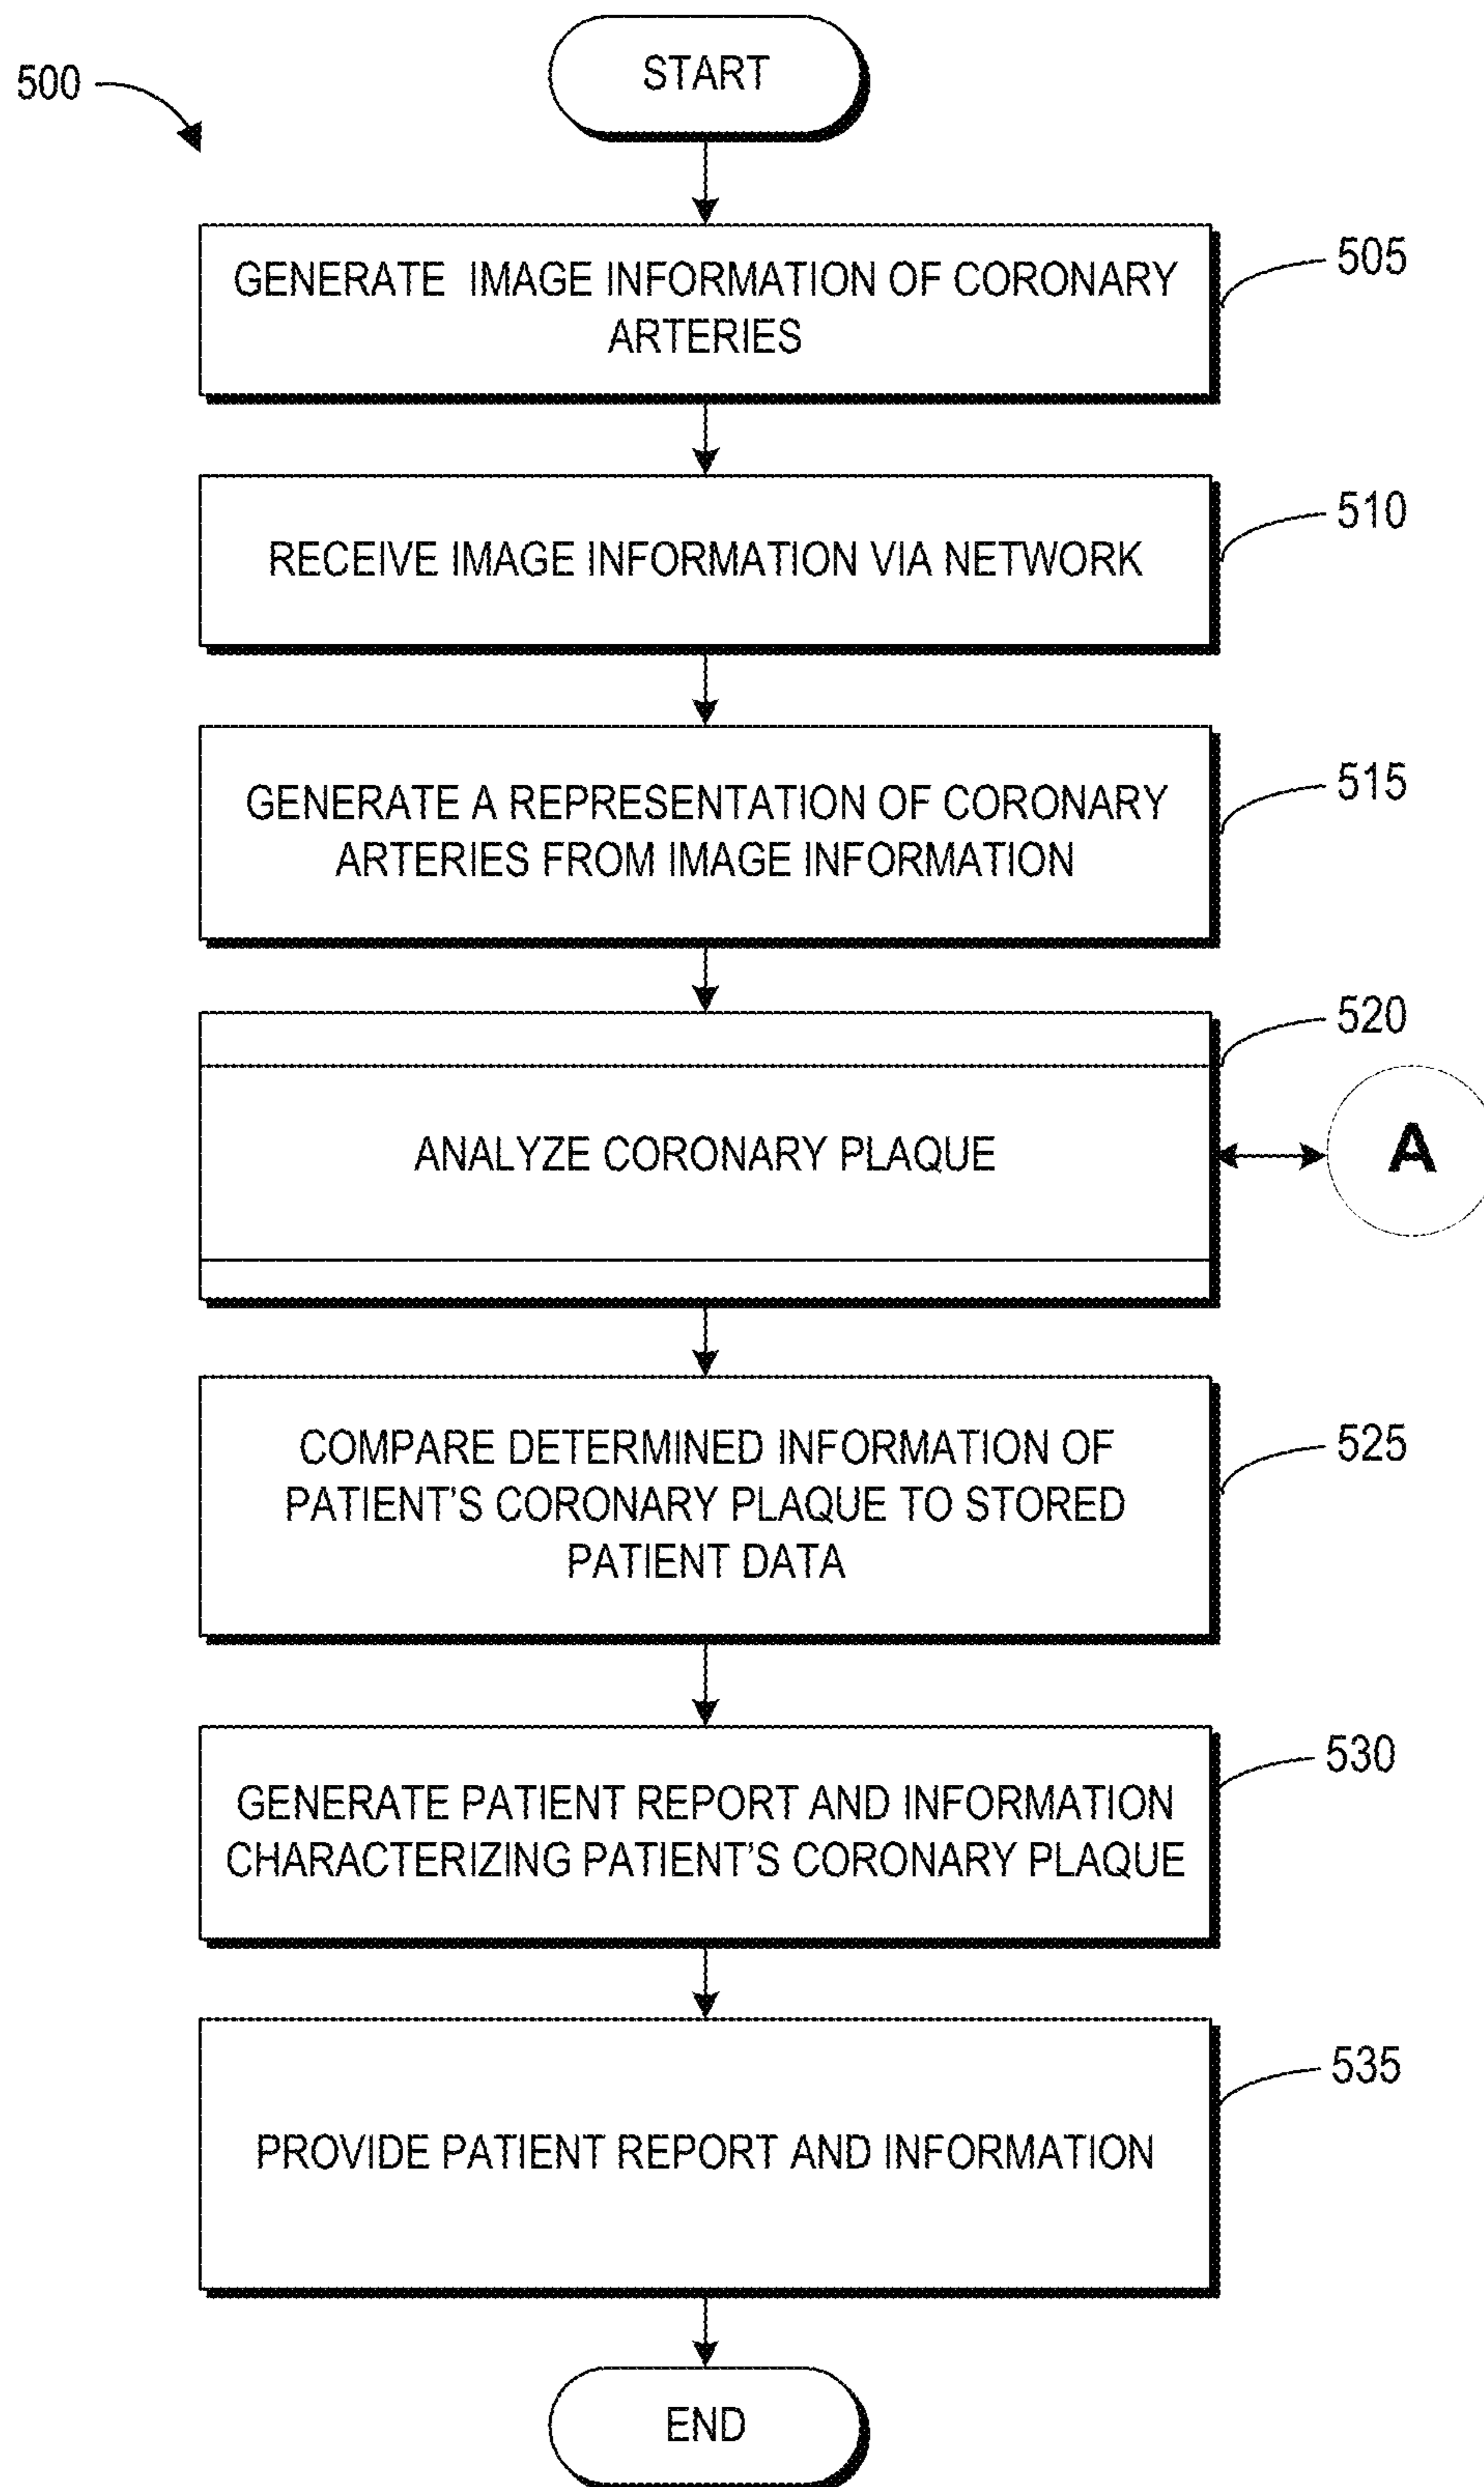 500
START
GENERATE IMAGE INFORMATION OF CORONARY
ARTERIES
505
RECEIVE IMAGE INFORMATION VIA NETWORK
510
GENERATE A REPRESENTATION OF CORONARY
ARTERIES FROM IMAGE INFORMATION
515
ANALYZE CORONARY PLAQUE
520
A
COMPARE DETERMINED INFORMATION OF
PATIENT'S CORONARY PLAQUE TO STORED
PATIENT DATA
525
GENERATE PATIENT REPORT AND INFORMATION
CHARACTERIZING PATIENT'S CORONARY PLAQUE
530
PROVIDE PATIENT REPORT AND INFORMATION
535
END